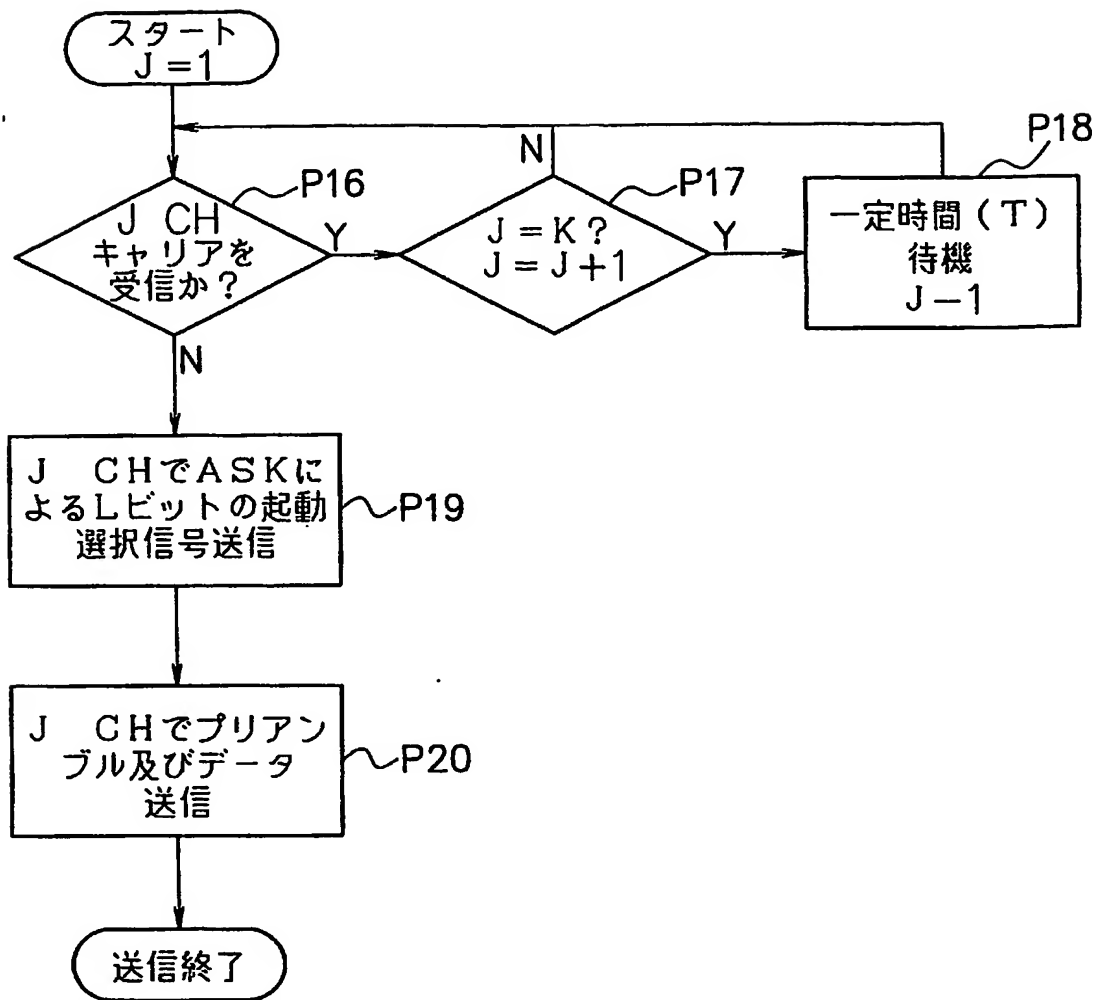 スタート
J=1
P16
J CH
キャリアを
受信か?
Y
N
N
P17
J=K?
J=J+1
Y
P18
一定時間(T)
待機
J-1
J CHでASKに
よるLビットの起動
選択信号送信
P19
J CHでプリアン
ブル及びデータ
送信
P20
送信終了